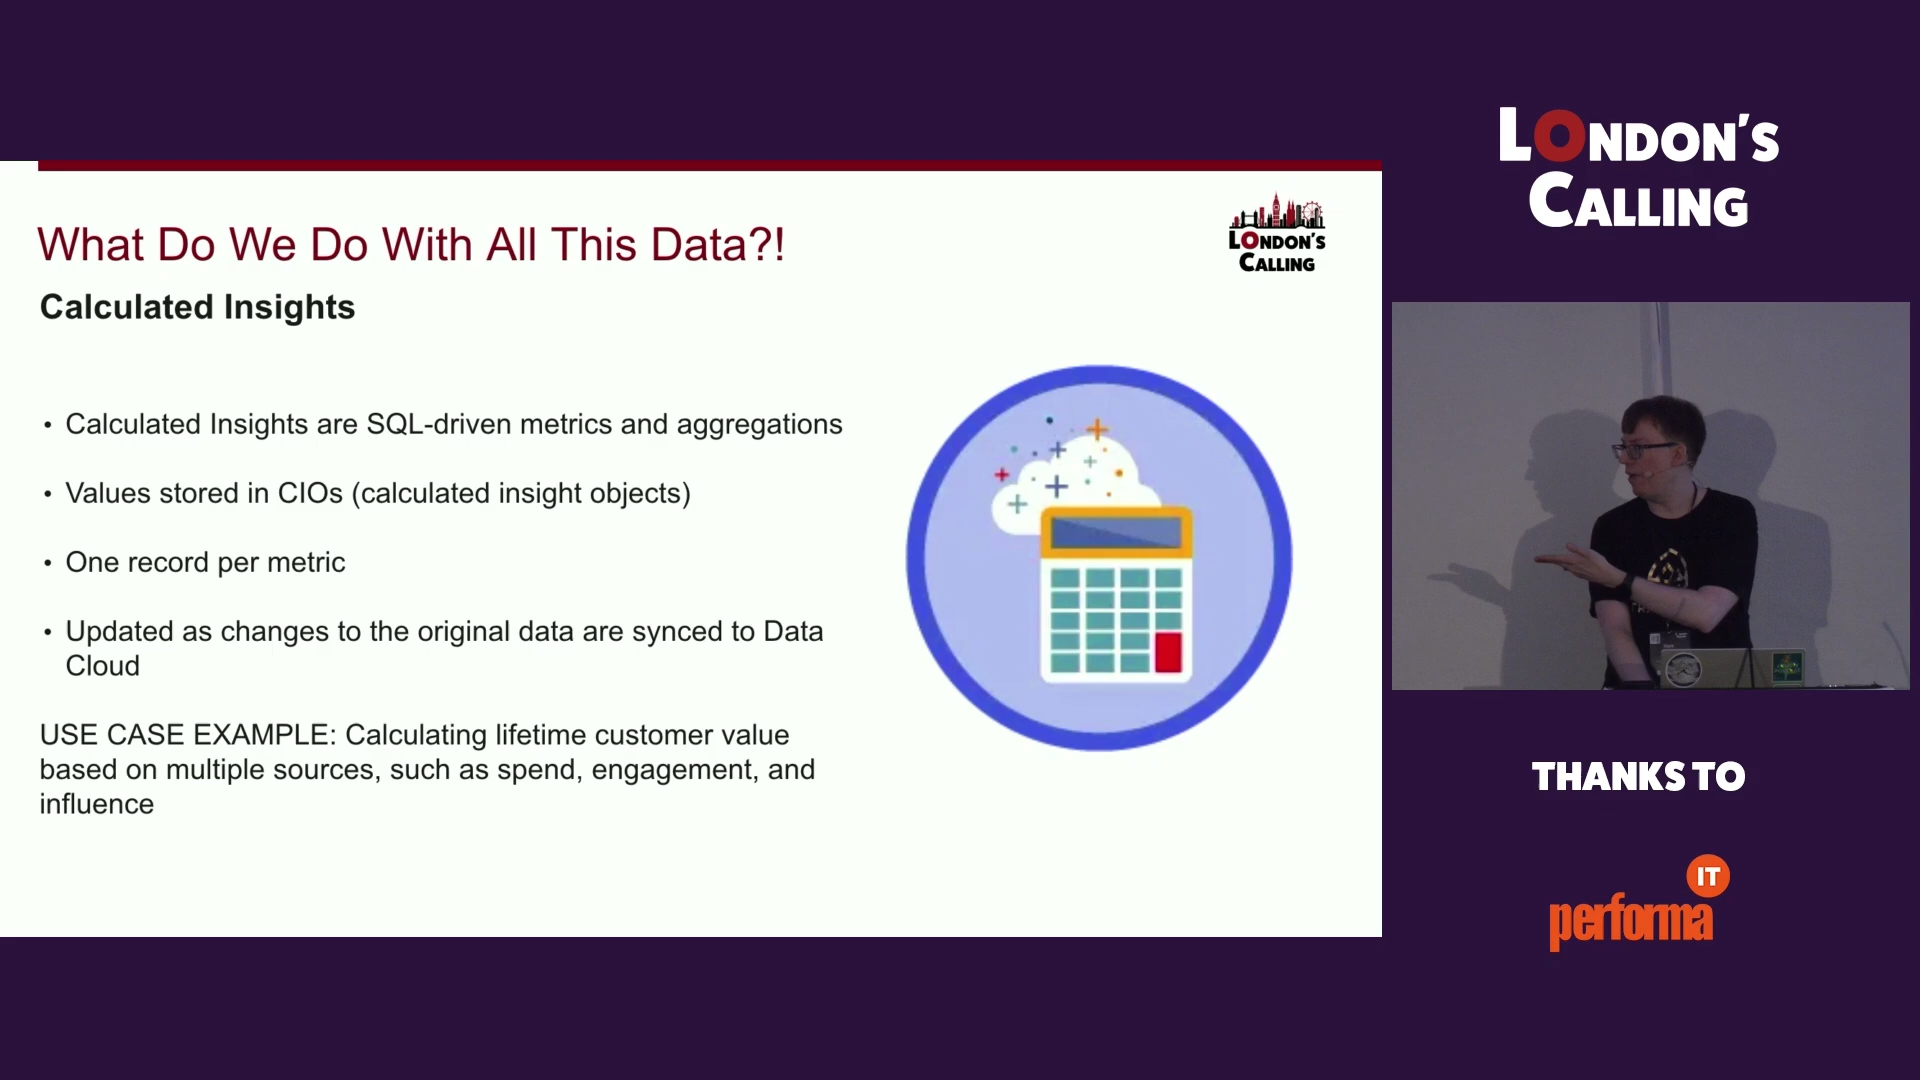 What Do We Do With All This Data?!
LONDON'S
CALLING
Calculated Insights
• Calculated Insights are SQL-driven metrics and aggregations
• Values stored in CIOs (calculated insight objects)
• One record per metric
• Updated as changes to the original data are synced to Data
Cloud
USE CASE EXAMPLE: Calculating lifetime customer value
based on multiple sources, such as spend, engagement, and
influence
LONDON'S
CALLING
THANKS TO
performa
IT